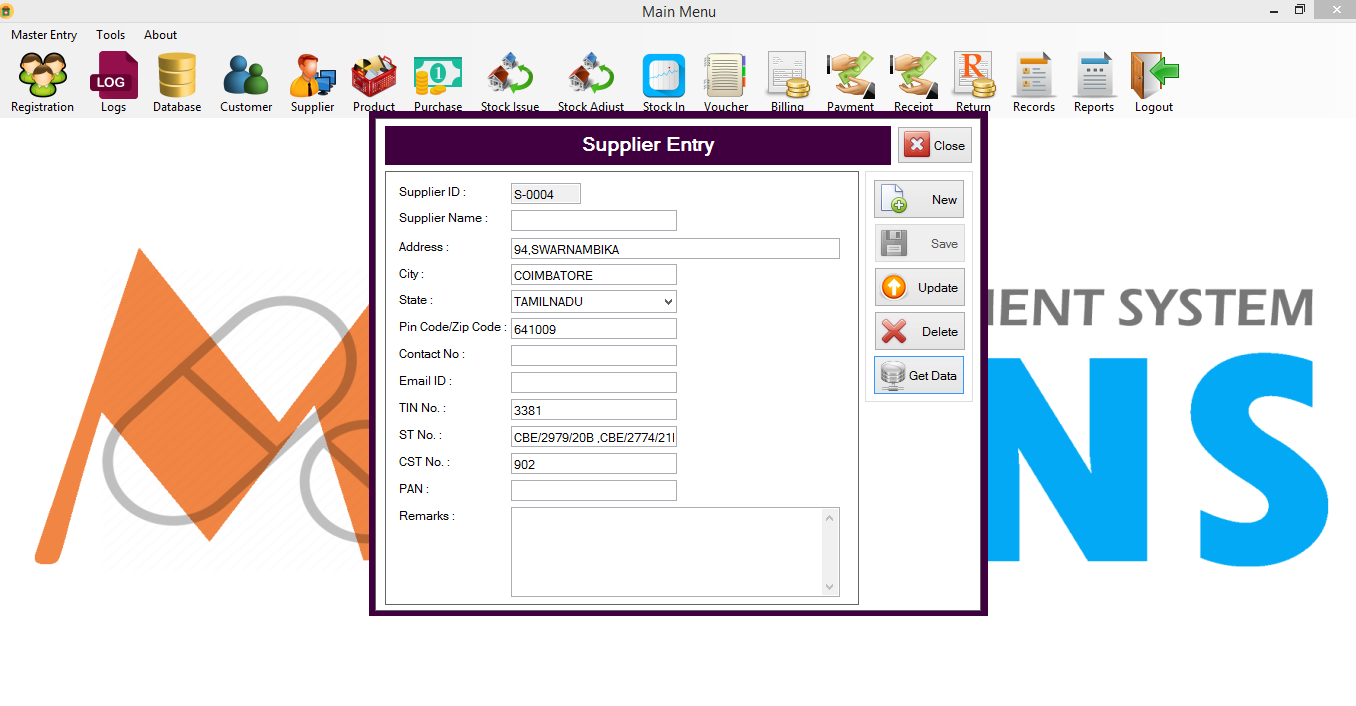 Main Menu
Master Entry Tools About
LOG
1
R
Registration Logs Database Customer Supplier Product Purchase Stock Issue Stock Adjust Stock In Voucher Billing Payment Receipt Return Records Reports Logout
Supplier Entry
Close
Supplier ID : S-0004
New
Supplier Name :
Address : 94,SWARNAMBIKA
Save
City : COIMBATORE
State : TAMILNADU
Update
Pin Code/Zip Code : 641009
Delete
Contact No :
Email ID :
Get Data
TIN No. : 3381
ST No. : CBE/2979/20B ,CBE/2774/21
CST No. : 902
PAN :
Remarks :
ENT SYSTEM
NS